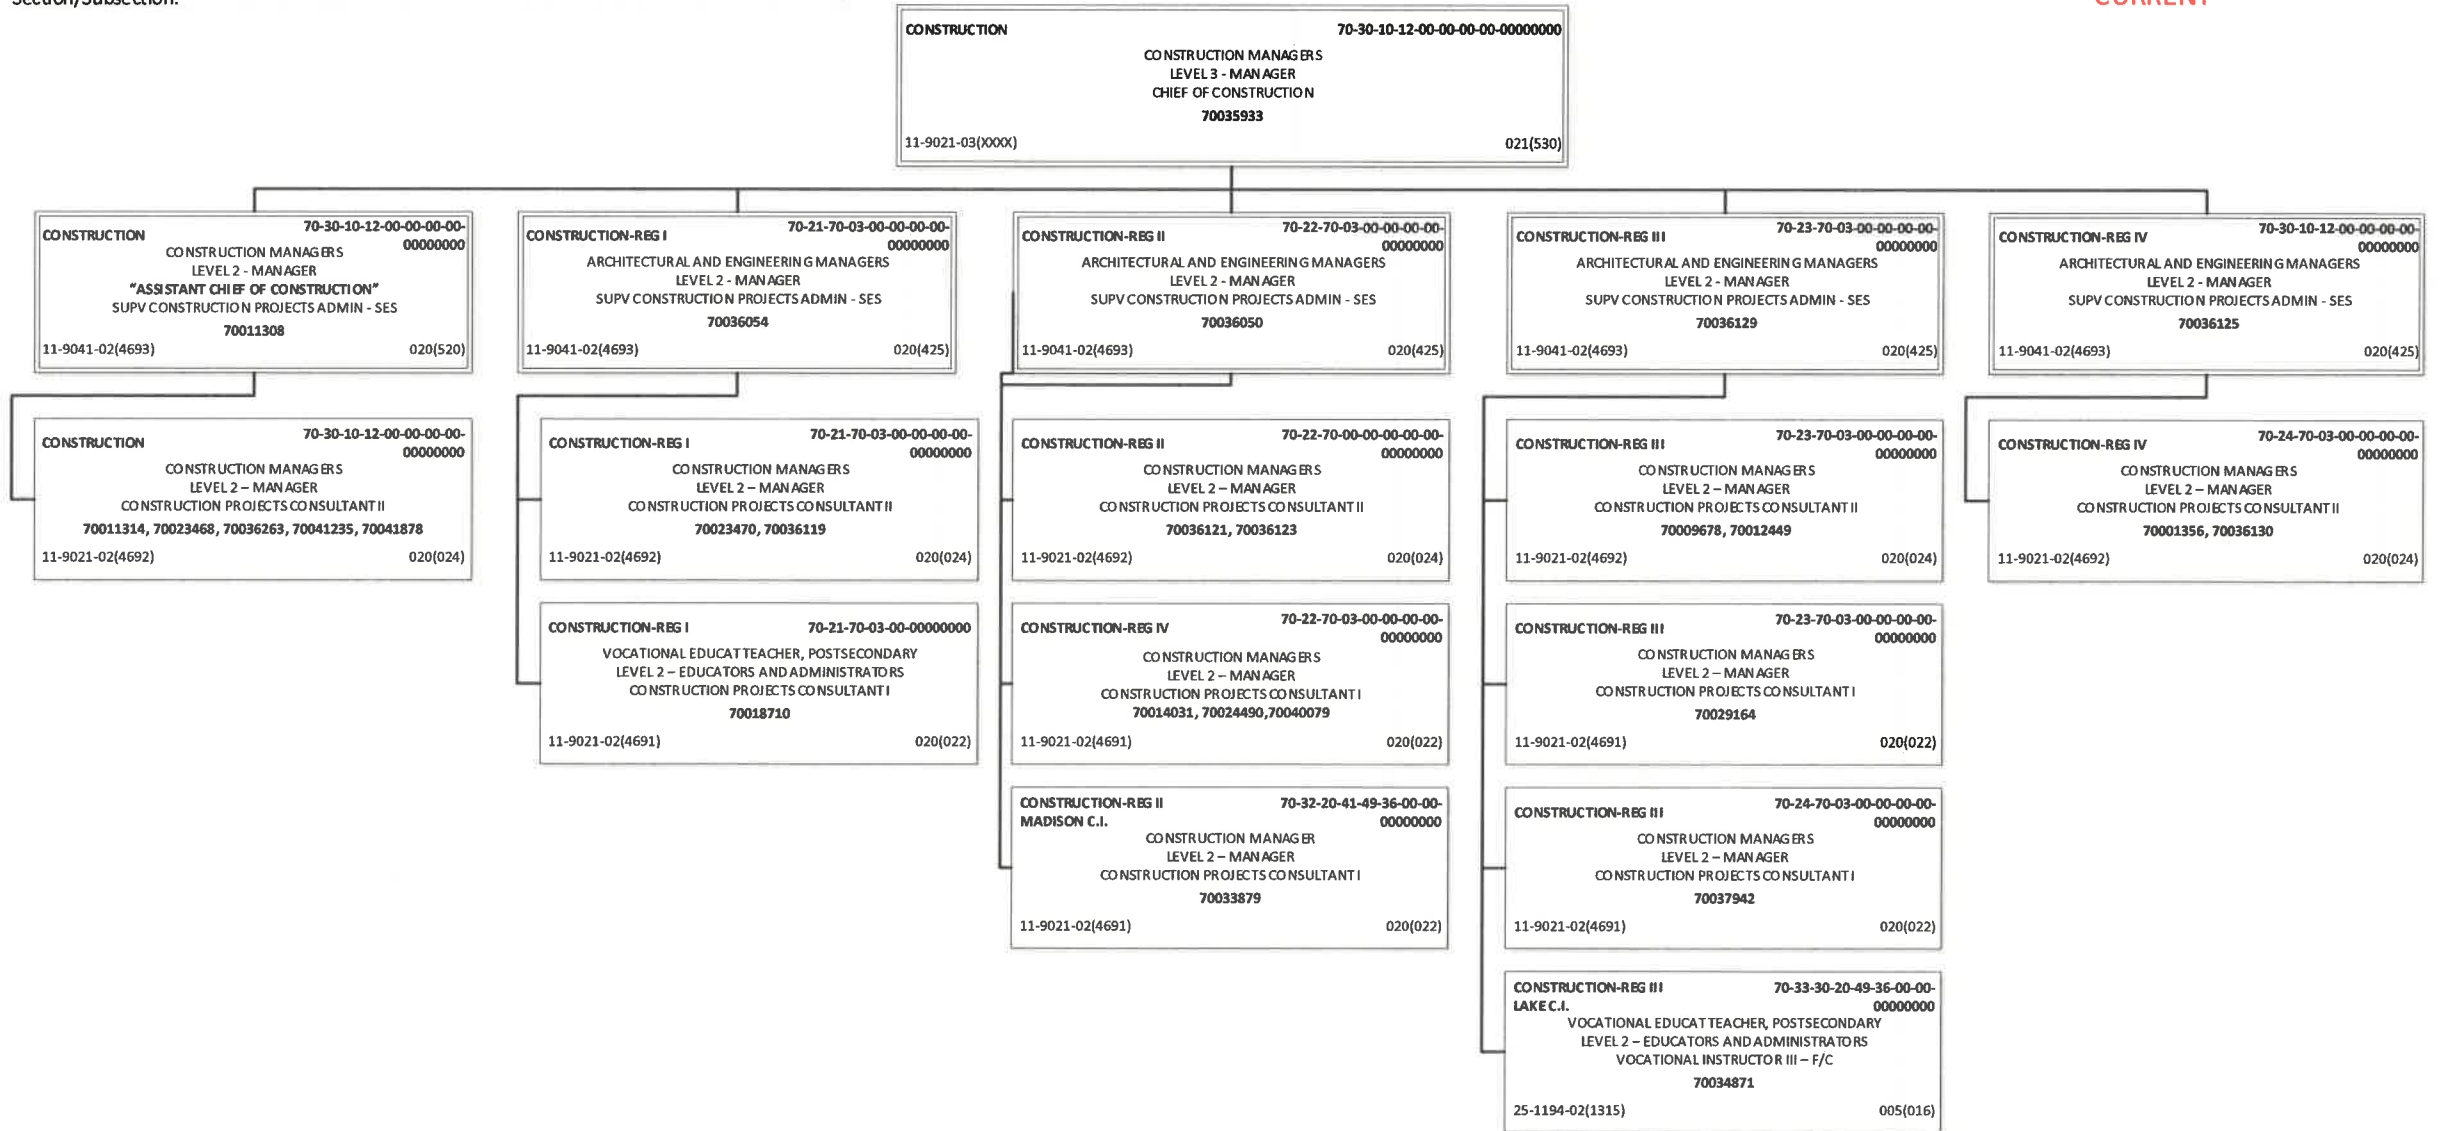 Section/Subsection:
CURRENT
CONSTRUCTION 70-30-10-12-00-00-00-00-00000000
CONSTRUCTION MANAGERS
LEVEL 3 - MANAGER
CHIEF OF CONSTRUCTION
70035933
11-9021-03(XXXX) 021(530)
CONSTRUCTION 70-30-10-12-00-00-00-00-
00000000
CONSTRUCTION MANAGERS
LEVEL 2 - MANAGER
"ASSISTANT CHIEF OF CONSTRUCTION"
SUPV CONSTRUCTION PROJECTS ADMIN - SES
70011308
11-9041-02(4693) 020(520)
CONSTRUCTION-REG I 70-21-70-03-00-00-00-00-
00000000
ARCHITECTURAL AND ENGINEERING MANAGERS
LEVEL 2 - MANAGER
SUPV CONSTRUCTION PROJECTS ADMIN - SES
70036054
11-9041-02(4693) 020(425)
CONSTRUCTION-REG II 70-22-70-03-00-00-00-00-
00000000
ARCHITECTURAL AND ENGINEERING MANAGERS
LEVEL 2 - MANAGER
SUPV CONSTRUCTION PROJECTS ADMIN - SES
70036050
11-9041-02(4693) 020(425)
CONSTRUCTION-REG III 70-23-70-03-00-00-00-00-
00000000
ARCHITECTURAL AND ENGINEERING MANAGERS
LEVEL 2 - MANAGER
SUPV CONSTRUCTION PROJECTS ADMIN - SES
70036129
11-9041-02(4693) 020(425)
CONSTRUCTION-REG IV 70-30-10-12-00-00-00-00-
00000000
ARCHITECTURAL AND ENGINEERING MANAGERS
LEVEL 2 - MANAGER
SUPV CONSTRUCTION PROJECTS ADMIN - SES
70036125
11-9041-02(4693) 020(425)
CONSTRUCTION 70-30-10-12-00-00-00-00-
00000000
CONSTRUCTION MANAGERS
LEVEL 2 – MANAGER
CONSTRUCTION PROJECTS CONSULTANT II
70011314, 70023468, 70036263, 70041235, 70041878
11-9021-02(4692) 020(024)
CONSTRUCTION-REG I 70-21-70-03-00-00-00-00-
00000000
CONSTRUCTION MANAGERS
LEVEL 2 – MANAGER
CONSTRUCTION PROJECTS CONSULTANT II
70023470, 70036119
11-9021-02(4692) 020(024)
CONSTRUCTION-REG II 70-22-70-00-00-00-00-00-
00000000
CONSTRUCTION MANAGERS
LEVEL 2 – MANAGER
CONSTRUCTION PROJECTS CONSULTANT II
70036121, 70036123
11-9021-02(4692) 020(024)
CONSTRUCTION-REG III 70-23-70-03-00-00-00-00-
00000000
CONSTRUCTION MANAGERS
LEVEL 2 – MANAGER
CONSTRUCTION PROJECTS CONSULTANT II
70009678, 70012449
11-9021-02(4692) 020(024)
CONSTRUCTION-REG IV 70-24-70-03-00-00-00-00-
00000000
CONSTRUCTION MANAGERS
LEVEL 2 – MANAGER
CONSTRUCTION PROJECTS CONSULTANT II
70001356, 70036130
11-9021-02(4692) 020(024)
CONSTRUCTION-REG I 70-21-70-03-00-00000000
VOCATIONAL EDUCAT TEACHER, POSTSECONDARY
LEVEL 2 – EDUCATORS AND ADMINISTRATORS
CONSTRUCTION PROJECTS CONSULTANT I
70018710
11-9021-02(4691) 020(022)
CONSTRUCTION-REG IV 70-22-70-03-00-00-00-00-
00000000
CONSTRUCTION MANAGERS
LEVEL 2 – MANAGER
CONSTRUCTION PROJECTS CONSULTANT I
70014031, 70024490,70040079
11-9021-02(4691) 020(022)
CONSTRUCTION-REG III 70-23-70-03-00-00-00-00-
00000000
CONSTRUCTION MANAGERS
LEVEL 2 – MANAGER
CONSTRUCTION PROJECTS CONSULTANT I
70029164
11-9021-02(4691) 020(022)
CONSTRUCTION-REG II 70-32-20-41-49-36-00-00-
MADISON C.I. 00000000
CONSTRUCTION MANAGER
LEVEL 2 – MANAGER
CONSTRUCTION PROJECTS CONSULTANT I
70033879
11-9021-02(4691) 020(022)
CONSTRUCTION-REG III 70-24-70-03-00-00-00-00-
00000000
CONSTRUCTION MANAGERS
LEVEL 2 – MANAGER
CONSTRUCTION PROJECTS CONSULTANT I
70037942
11-9021-02(4691) 020(022)
CONSTRUCTION-REG III 70-33-30-20-49-36-00-00-
LAKE C.I. 00000000
VOCATIONAL EDUCAT TEACHER, POSTSECONDARY
LEVEL 2 – EDUCATORS AND ADMINISTRATORS
VOCATIONAL INSTRUCTOR III – F/C
70034871
25-1194-02(1315) 005(016)